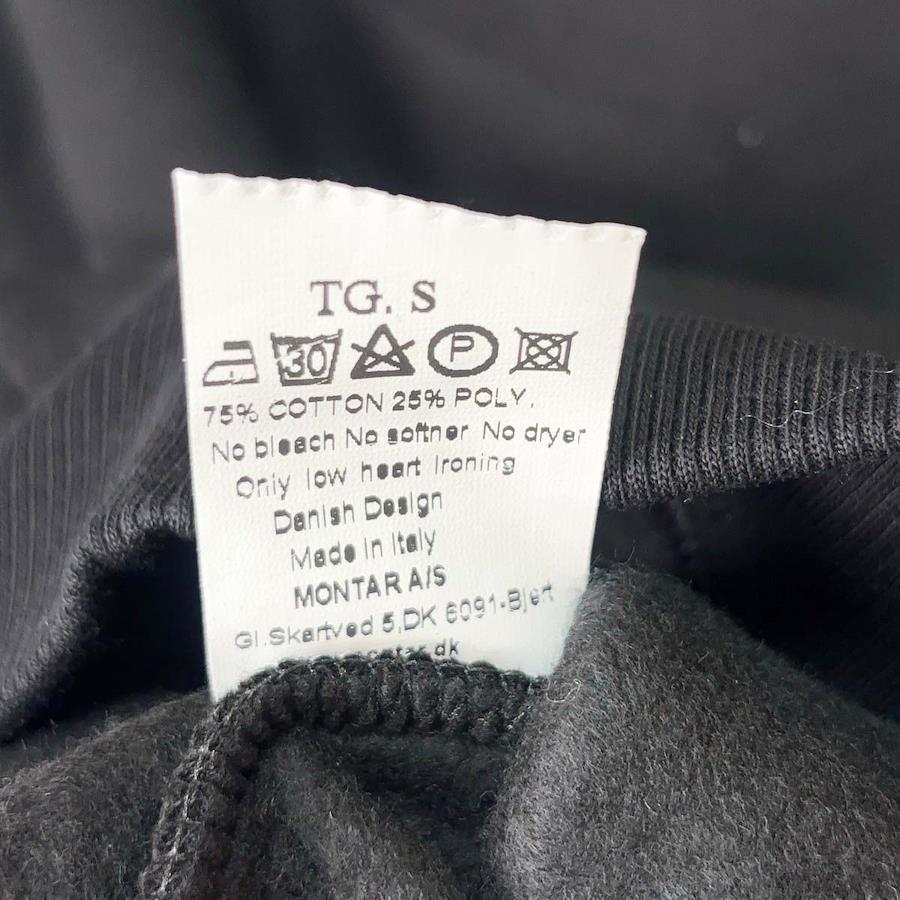 TG. S
30 P
75% COTTON 25% POLY.
No bleach No softner No dryer
Only low heart Ironing
Danish Design
Made in Italy
MONTAR A/S
Gl.Skartved 5,DK 6091-Bjert